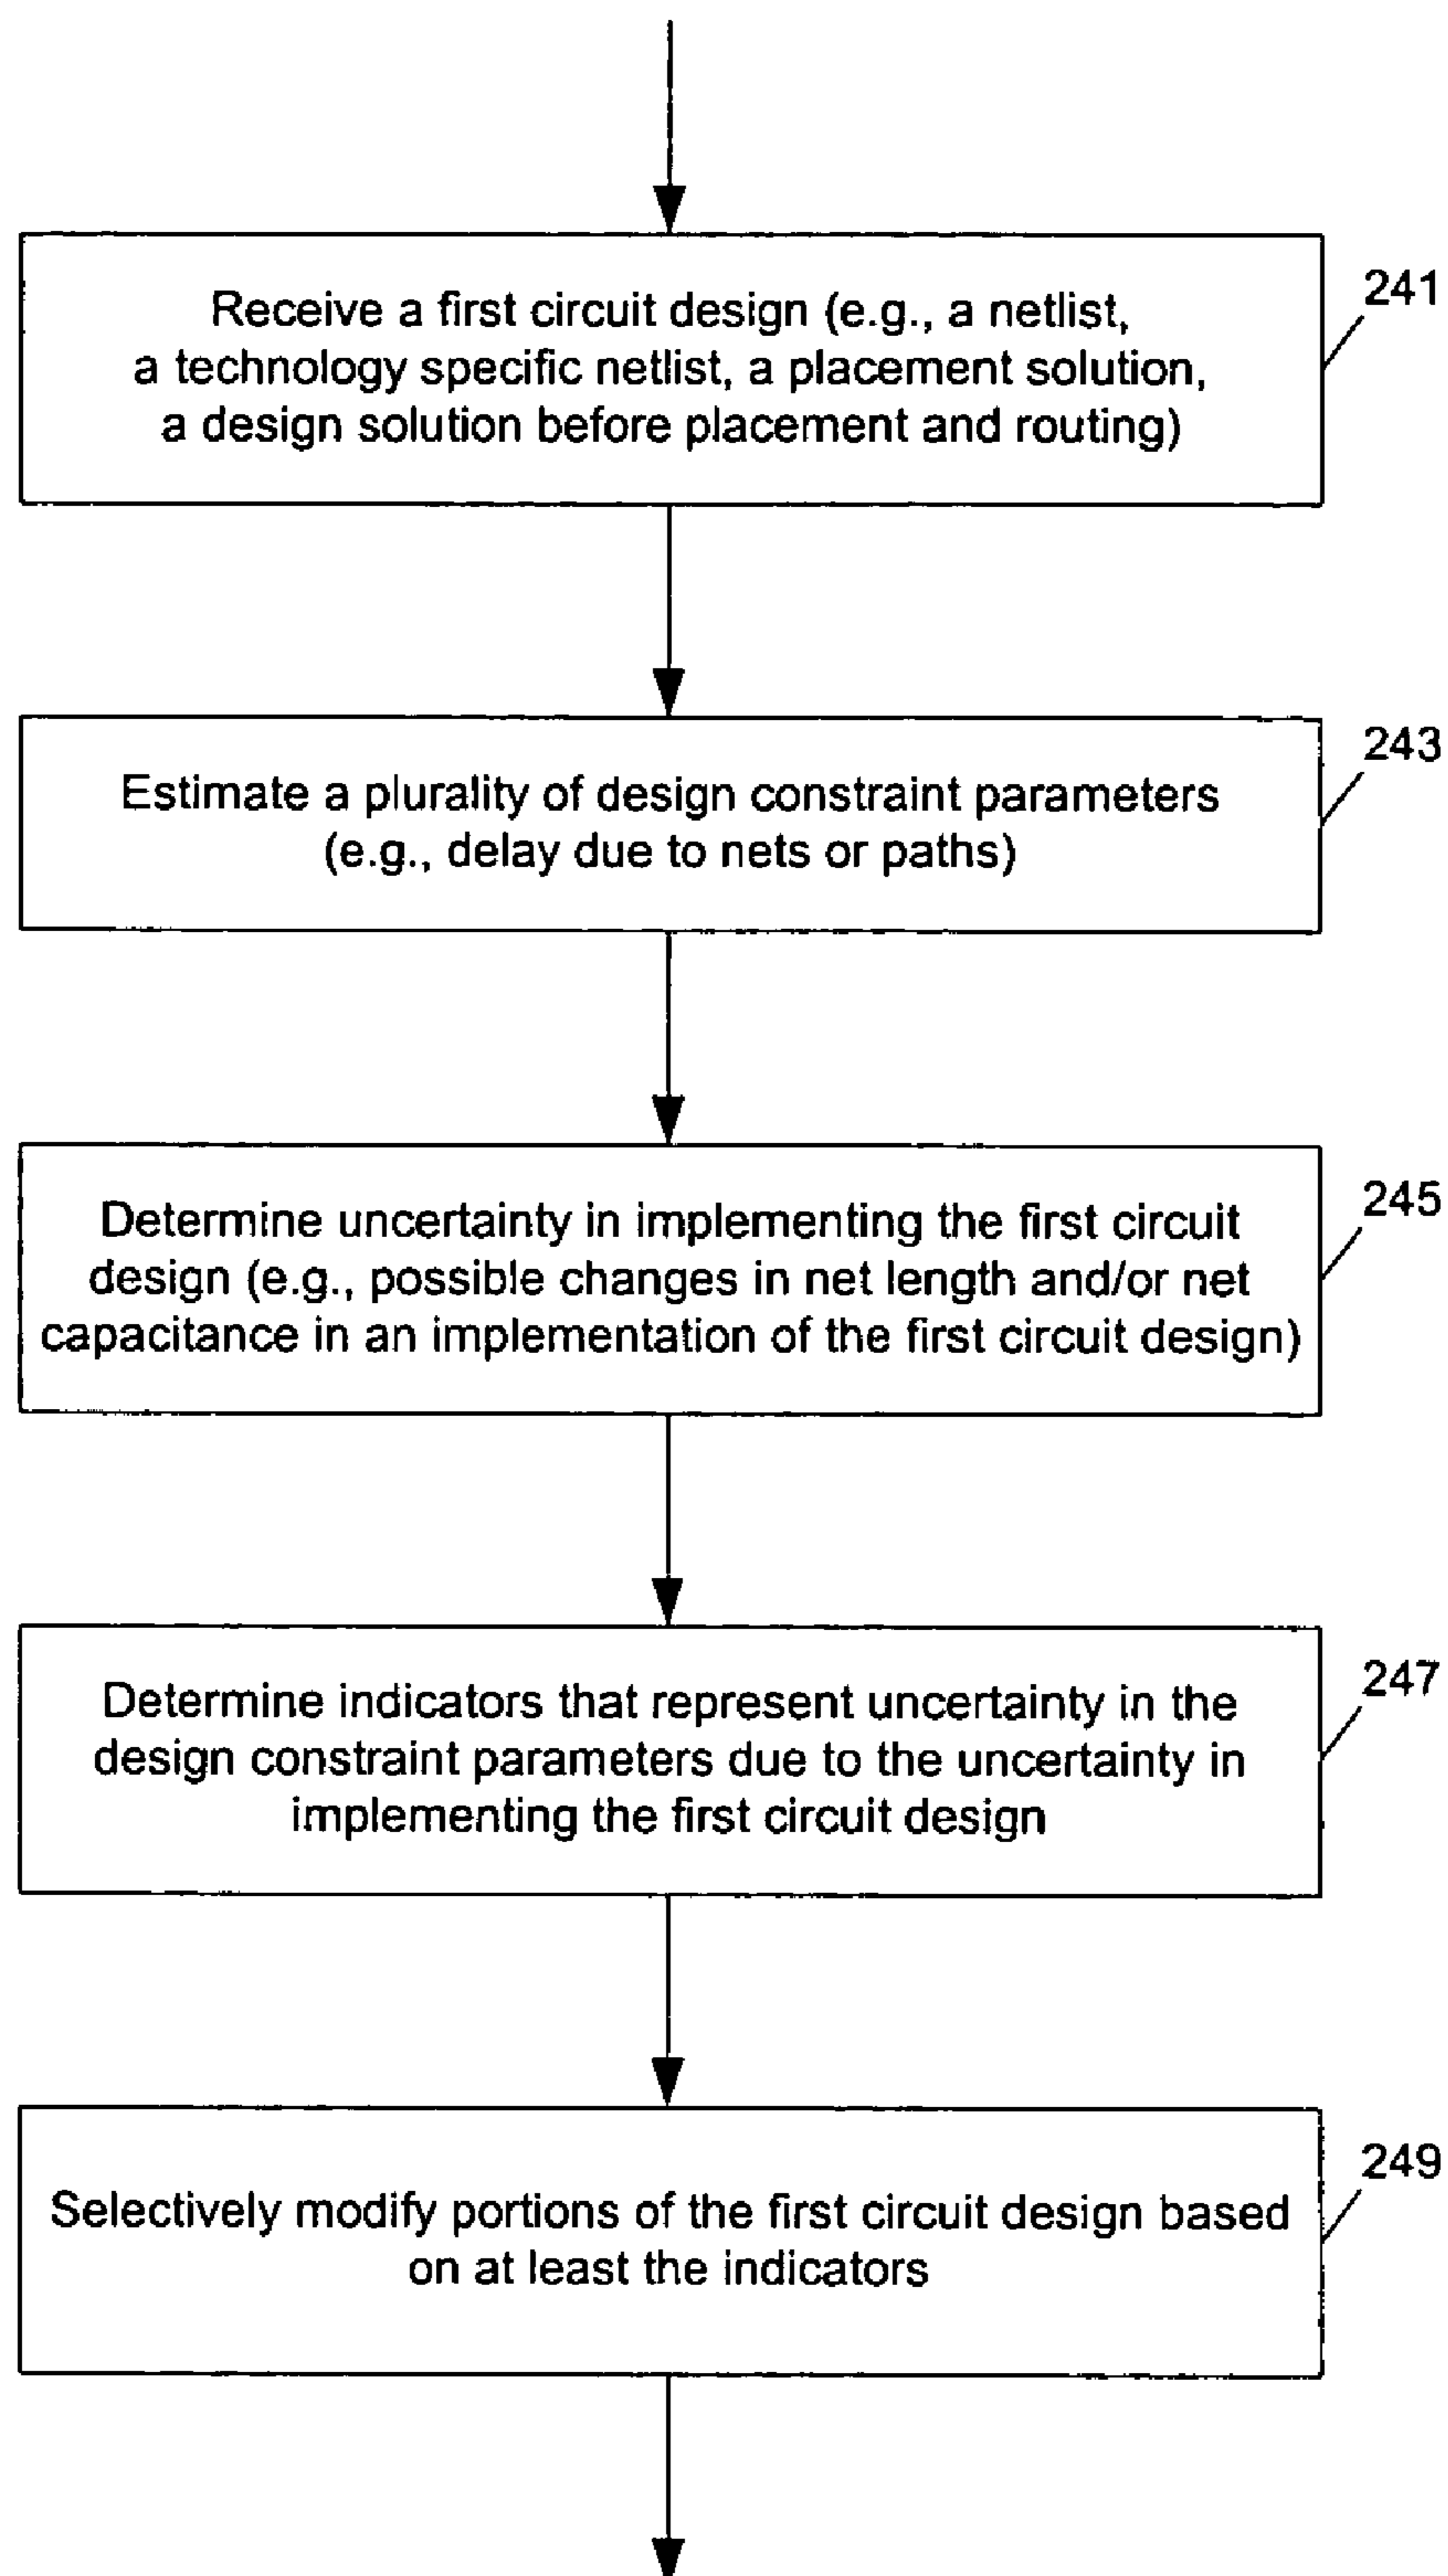 Receive a first circuit design (e.g., a netlist,
a technology specific netlist, a placement solution,
a design solution before placement and routing)
241
Estimate a plurality of design constraint parameters
(e.g., delay due to nets or paths)
243
Determine uncertainty in implementing the first circuit
design (e.g., possible changes in net length and/or net
capacitance in an implementation of the first circuit design)
245
Determine indicators that represent uncertainty in the
design constraint parameters due to the uncertainty in
implementing the first circuit design
247
Selectively modify portions of the first circuit design based
on at least the indicators
249